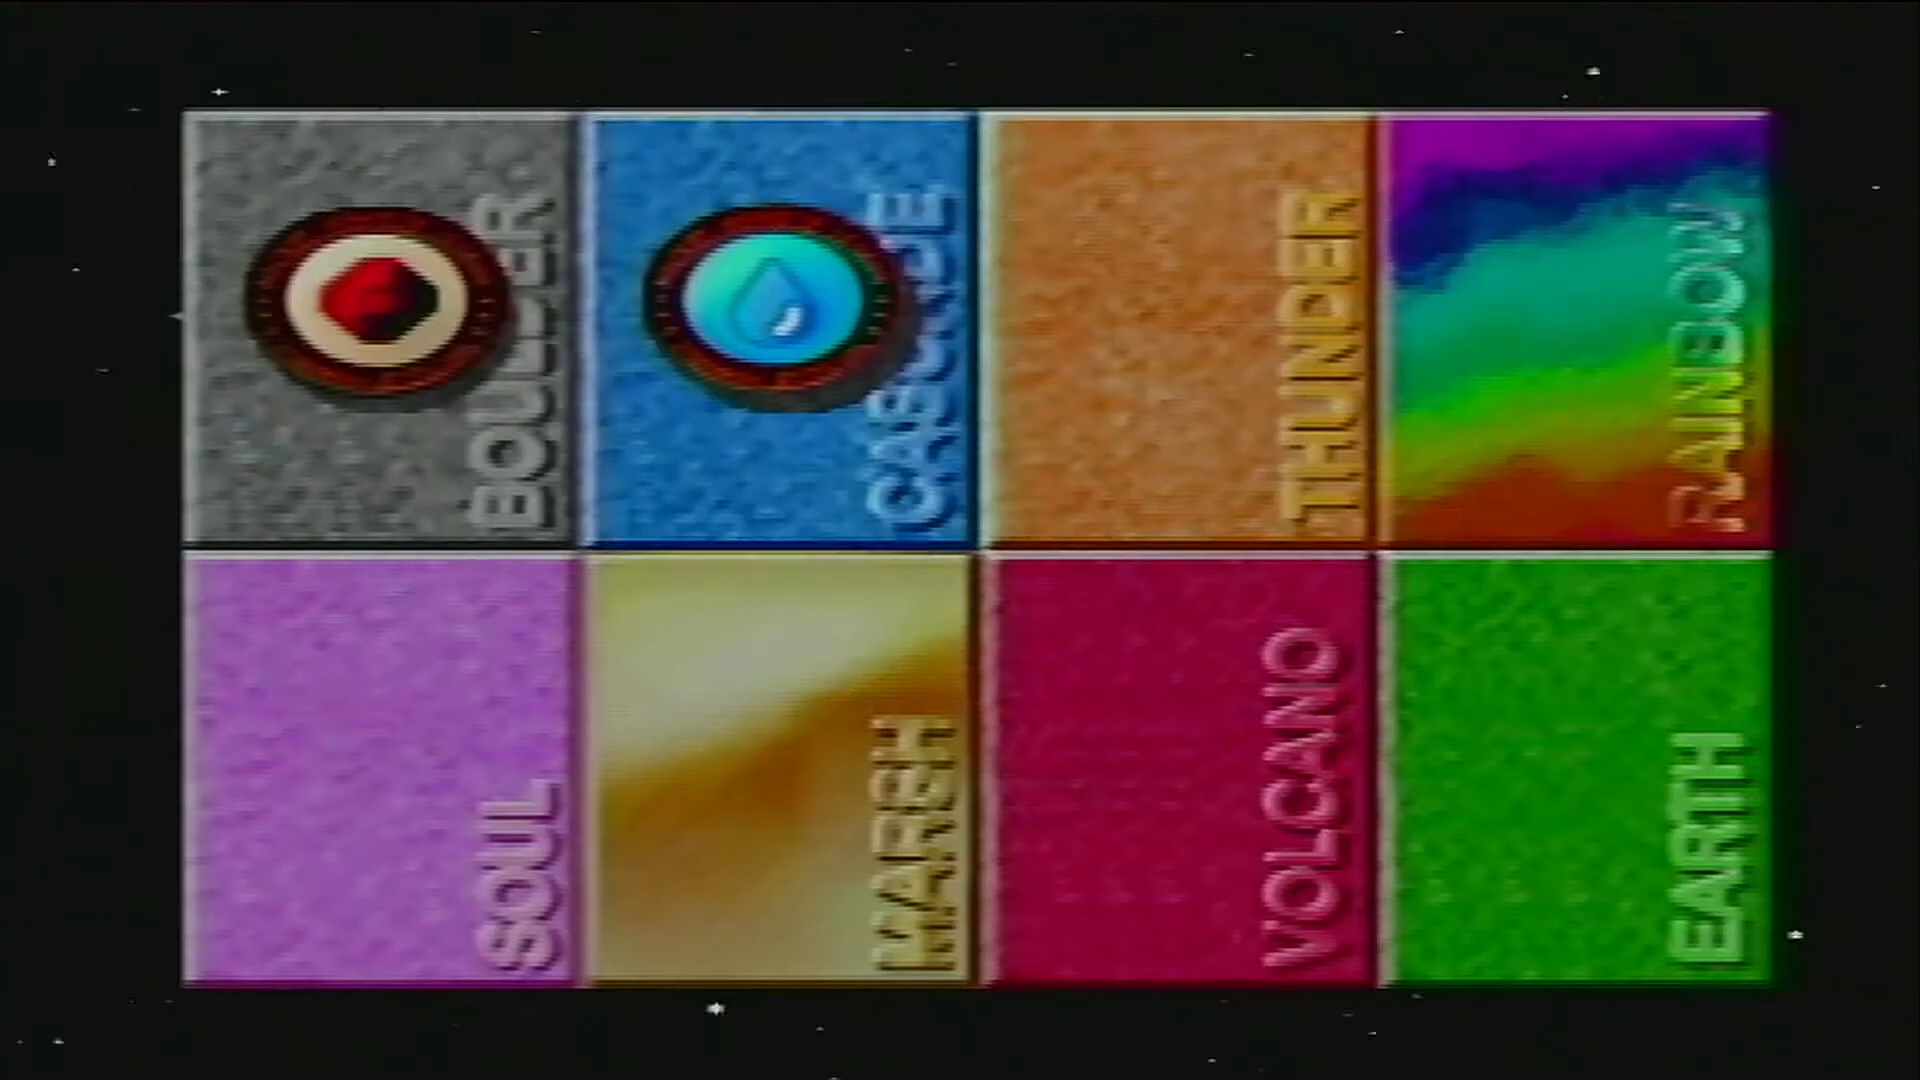 BOULDER
CASCADE
THUNDER
RAINBOW
SOUL
MARSH
VOLCANO
EARTH